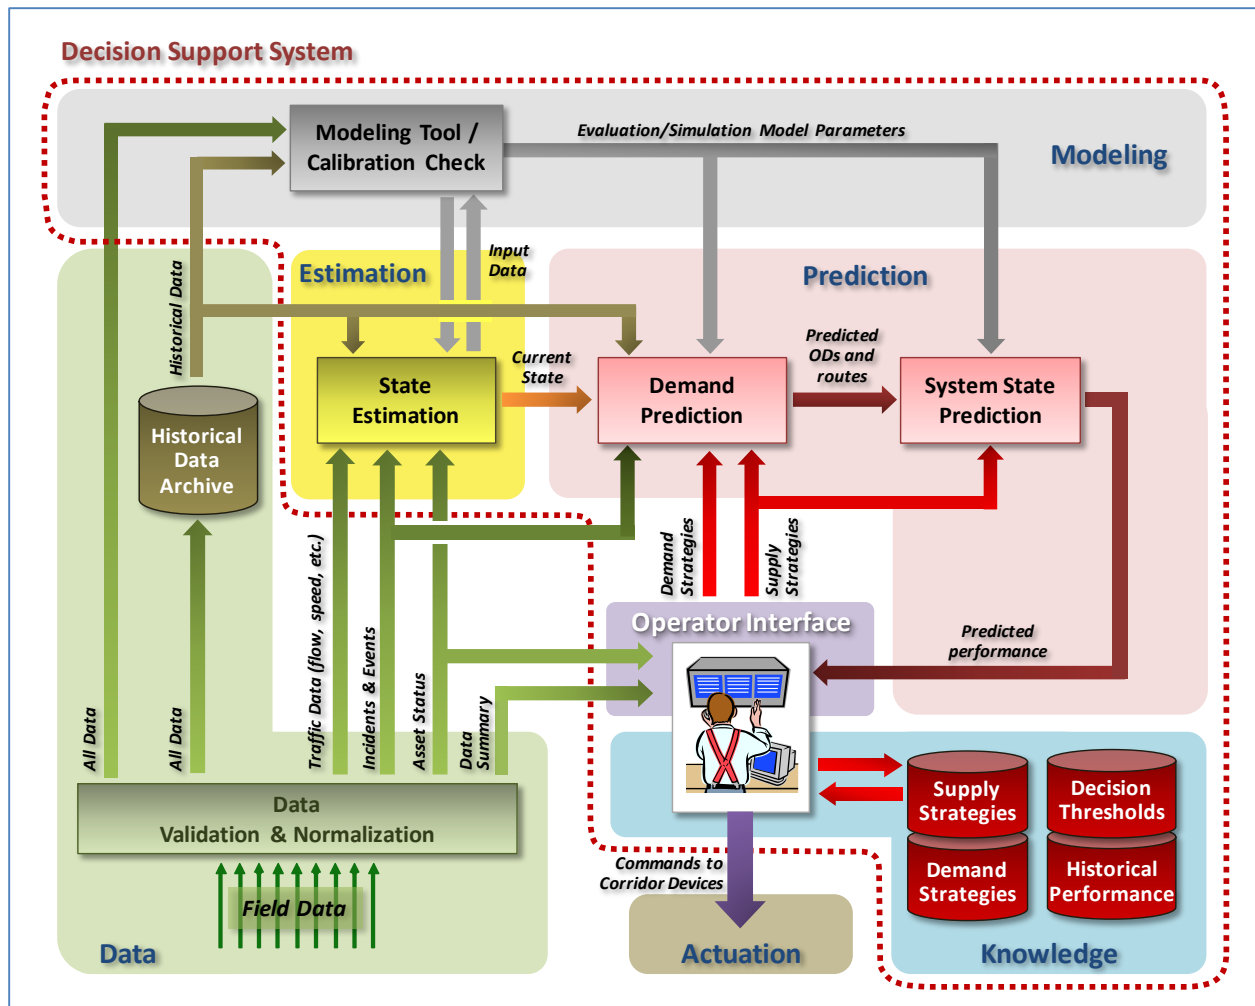 Decision Support System
Modeling Tool /
Calibration Check
Evaluation/Simulation Model Parameters
Modeling
Input
Data
Estimation
Prediction
Historical Data
Current
State
Predicted
ODs and
routes
State
Estimation
Demand
Prediction
System State
Prediction
Historical
Data
Archive
Traffic Data (flow, speed, etc.)
Incidents & Events
Asset Status
Data
Summary
Demand
Strategies
Supply
Strategies
Operator Interface
Predicted
performance
All Data
All Data
Data
Validation & Normalization
Supply
Strategies
Decision
Thresholds
Demand
Strategies
Historical
Performance
Commands to
Corridor Devices
Field Data
Data
Actuation
Knowledge